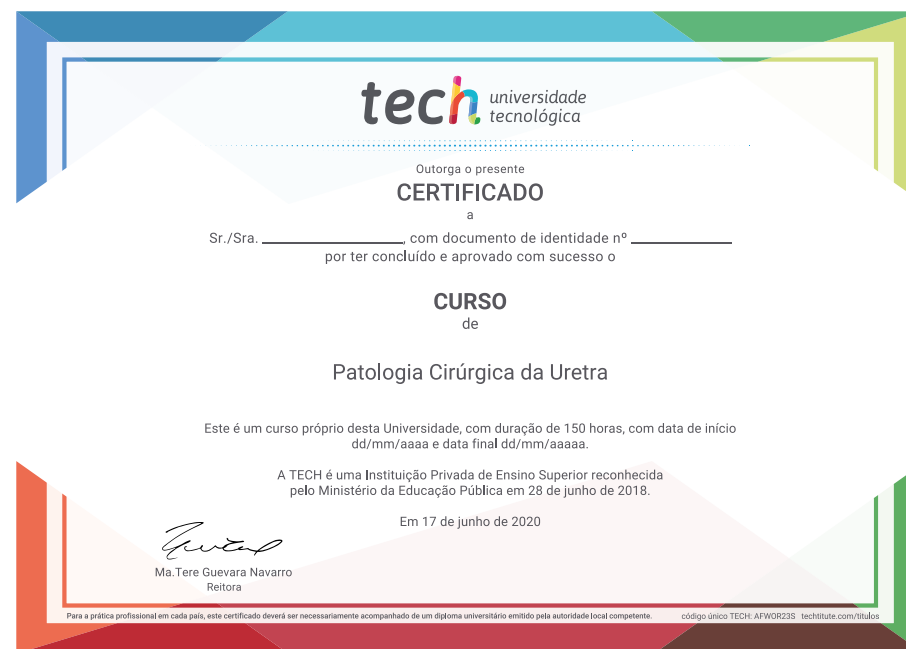 tech universidade
tecnológica
Outorga o presente
CERTIFICADO
a
Sr./Sra. ________________, com documento de identidade nº ____________
por ter concluído e aprovado com sucesso o
CURSO
de
Patologia Cirúrgica da Uretra
Este é um curso próprio desta Universidade, com duração de 150 horas, com data de início
dd/mm/aaaa e data final dd/mm/aaaaa.
A TECH é uma Instituição Privada de Ensino Superior reconhecida
pelo Ministério da Educação Pública em 28 de junho de 2018.
Em 17 de junho de 2020
Ma.Tere Guevara Navarro
Reitora
Para a prática profissional em cada país, este certificado deverá ser necessariamente acompanhado de um diploma universitário emitido pela autoridade local competente. código único TECH: AFWOR23S techtitute.com/titulos